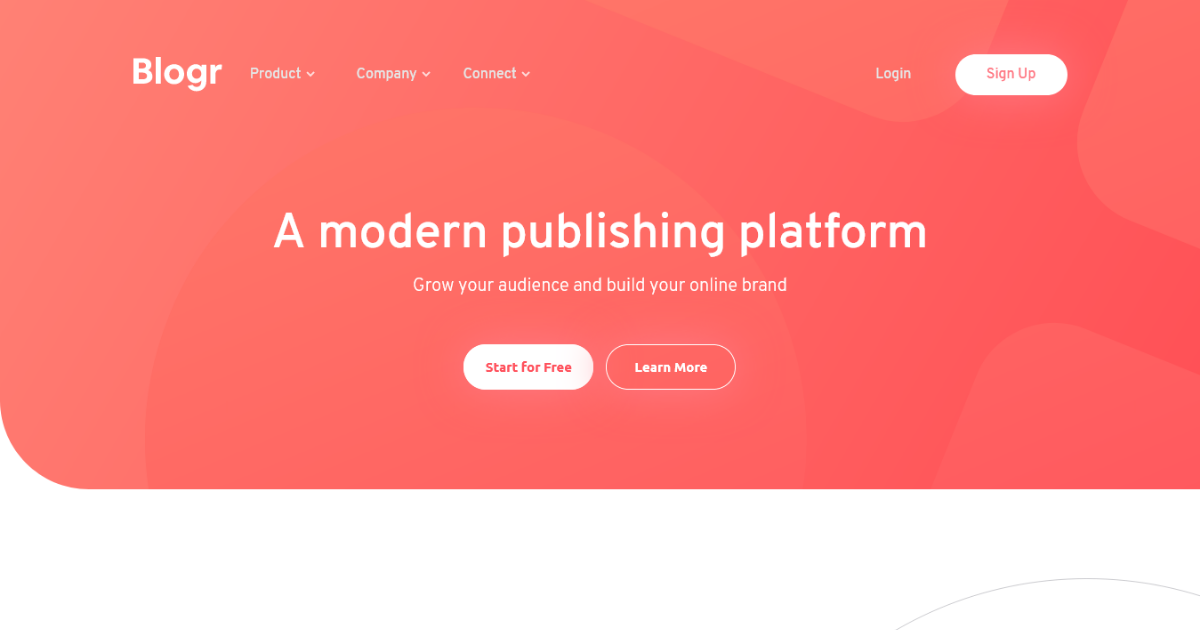 Blogr Product Company Connect Login Sign Up
A modern publishing platform
Grow your audience and build your online brand
Start for Free Learn More